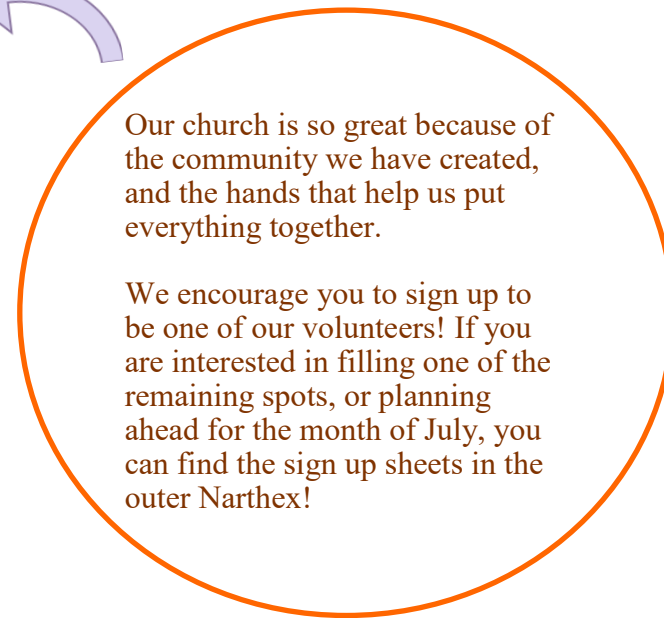 Our church is so great because of
the community we have created,
and the hands that help us put
everything together.
We encourage you to sign up to
be one of our volunteers! If you
are interested in filling one of the
remaining spots, or planning
ahead for the month of July, you
can find the sign up sheets in the
outer Narthex!